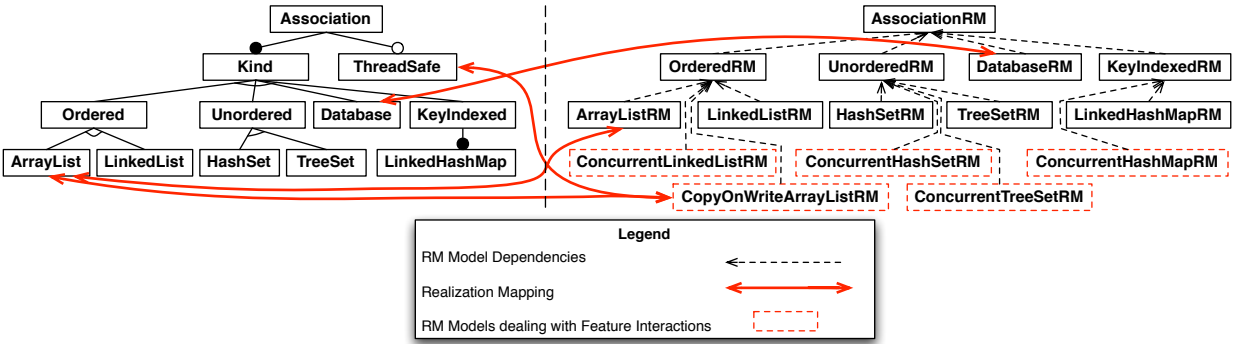 Association
AssociationRM
Kind
ThreadSafe
OrderedRM
UnorderedRM
DatabaseRM
KeyIndexedRM
Ordered
Unordered
Database
KeyIndexed
ArrayListRM
LinkedListRM
HashSetRM
TreeSetRM
LinkedHashMapRM
ArrayList
LinkedList
HashSet
TreeSet
LinkedHashMap
ConcurrentLinkedListRM
ConcurrentHashSetRM
ConcurrentHashMapRM
CopyOnWriteArrayListRM
ConcurrentTreeSetRM
Legend
RM Model Dependencies
Realization Mapping
RM Models dealing with Feature Interactions